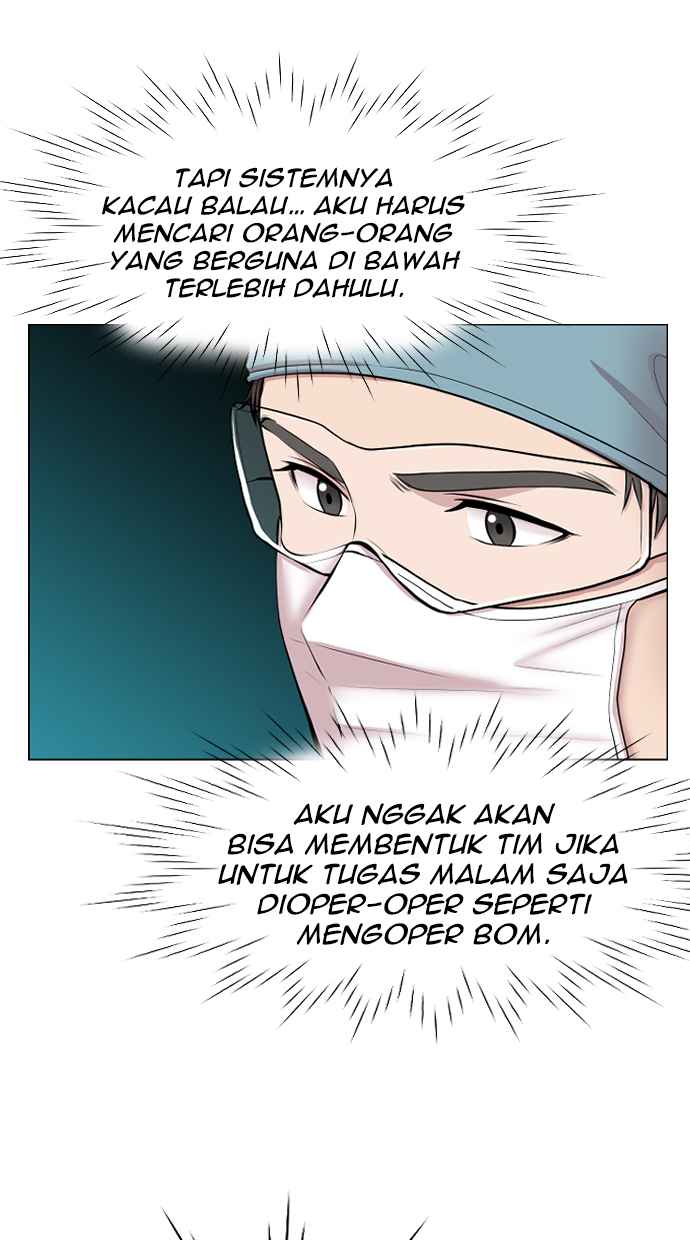 TAPI SISTEMNYA
KACAU BALAU... AKU HARUS
MENCARI ORANG-ORANG
YANG BERGUNA DI BAWAH
TERLEBIH DAHULU.
AKU NGGAK AKAN
BISA MEMBENTUK TIM JIKA
UNTUK TUGAS MALAM SAJA
DIOPER-OPER SEPERTI
MENGOPER BOM.